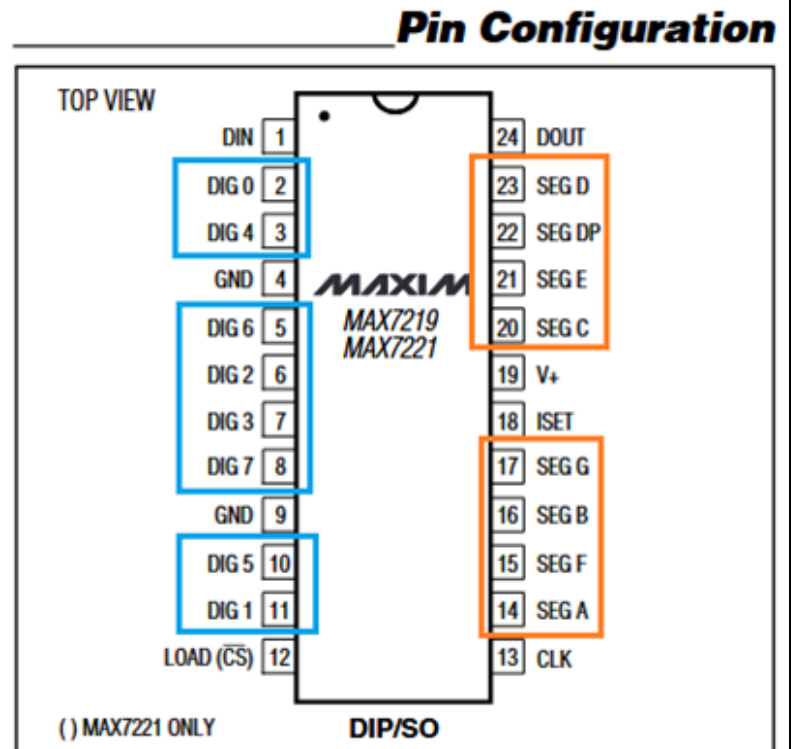 Pin Configuration
TOP VIEW
DIN 1
24 DOUT
DIG 0 2
23 SEG D
DIG 4 3
22 SEG DP
GND 4
21 SEG E
MAXIM
DIG 6 5
MAX7219
20 SEG C
MAX7221
DIG 2 6
19 V+
DIG 3 7
18 ISET
DIG 7 8
17 SEG G
GND 9
16 SEG B
DIG 5 10
15 SEG F
DIG 1 11
14 SEG A
LOAD (C̅S̅) 12
13 CLK
( ) MAX7221 ONLY
DIP/SO